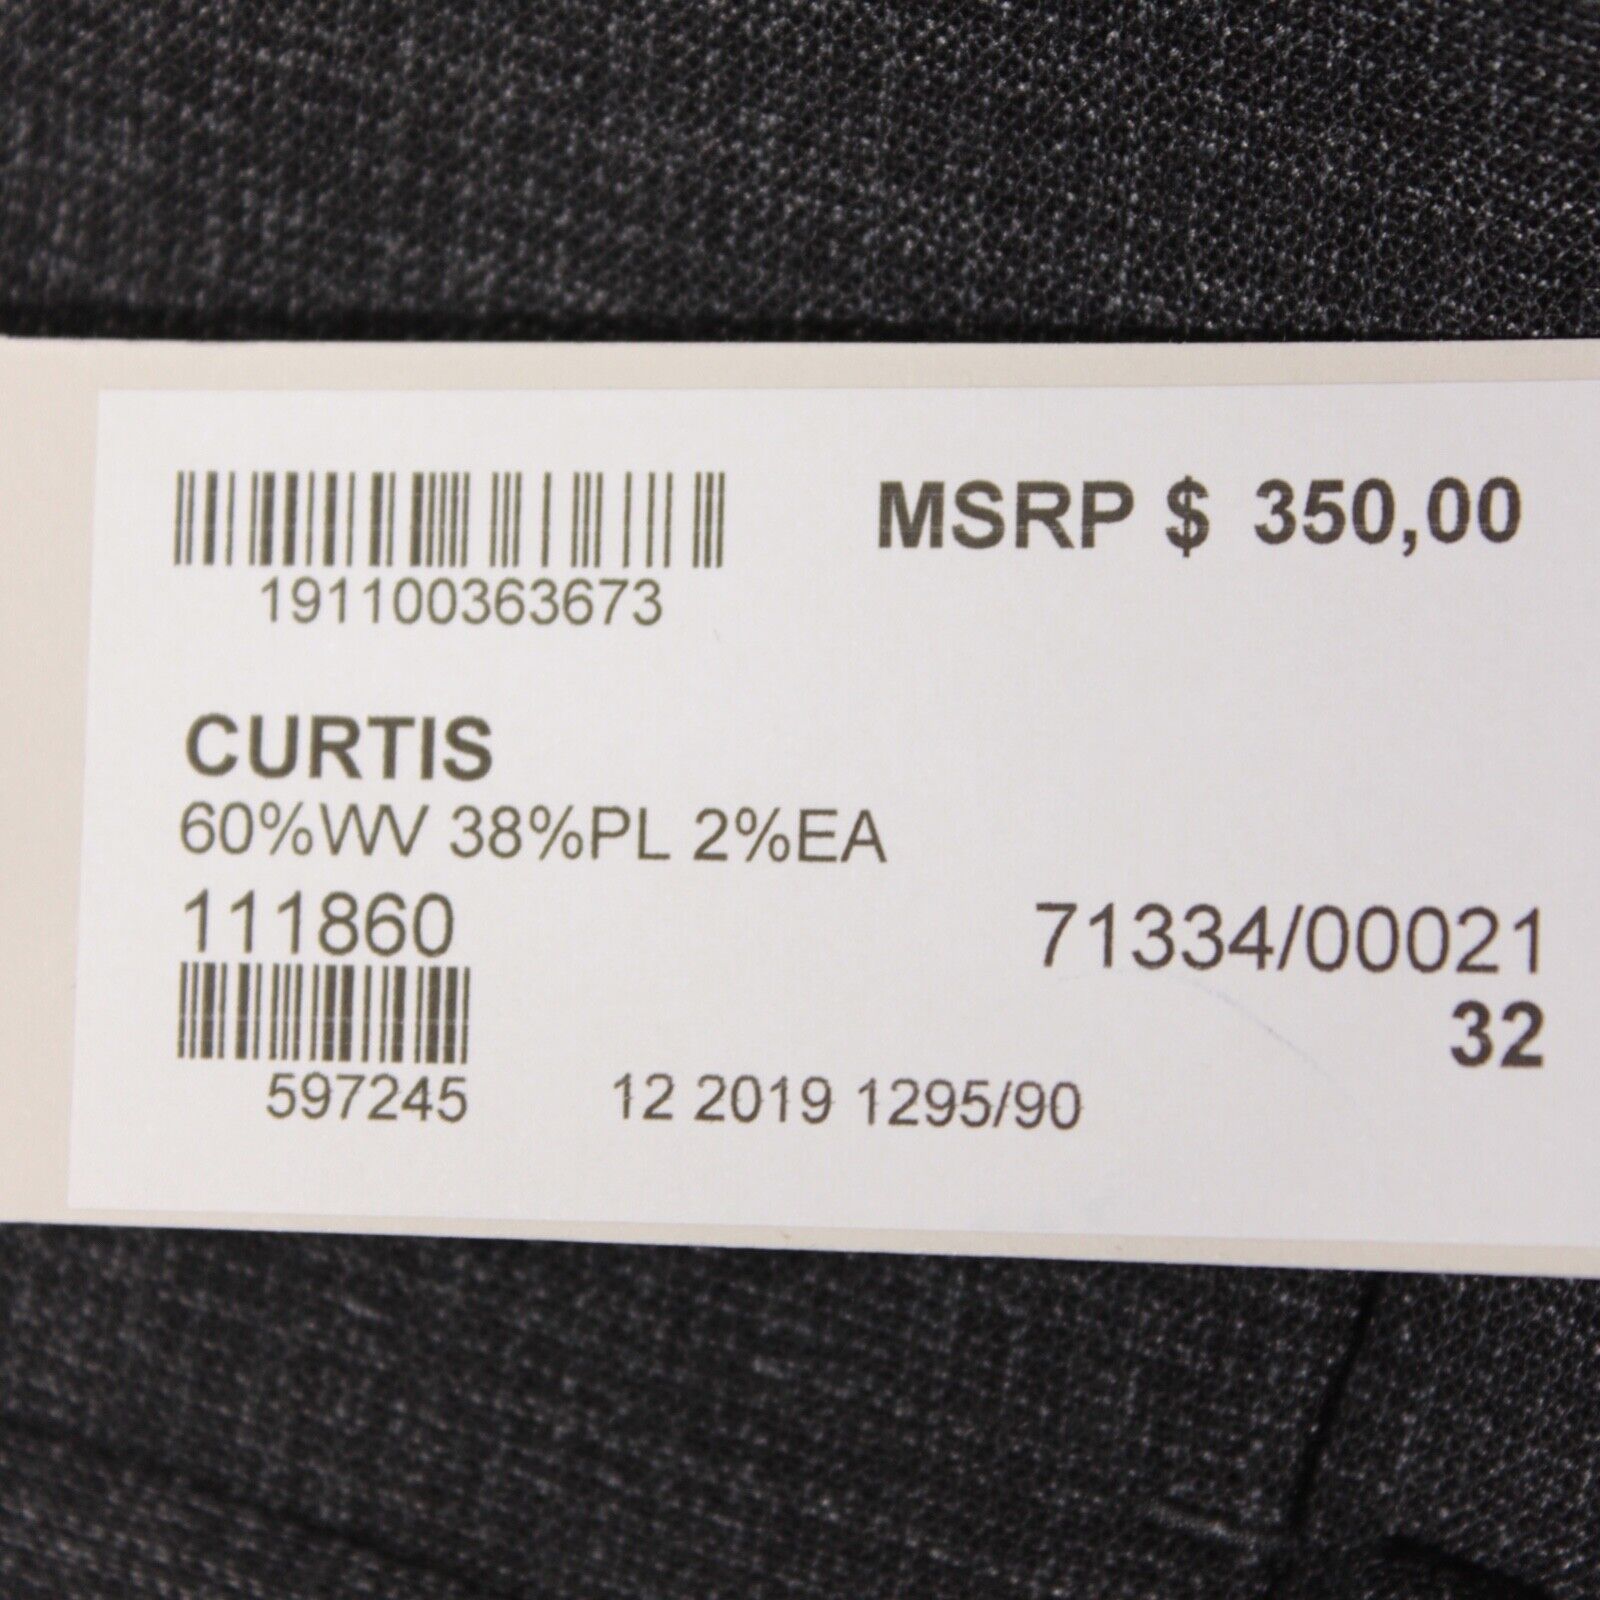 MSRP $ 350,00
191100363673
CURTIS
60%WV 38%PL 2%EA
111860
71334/00021
32
597245
12 2019 1295/90